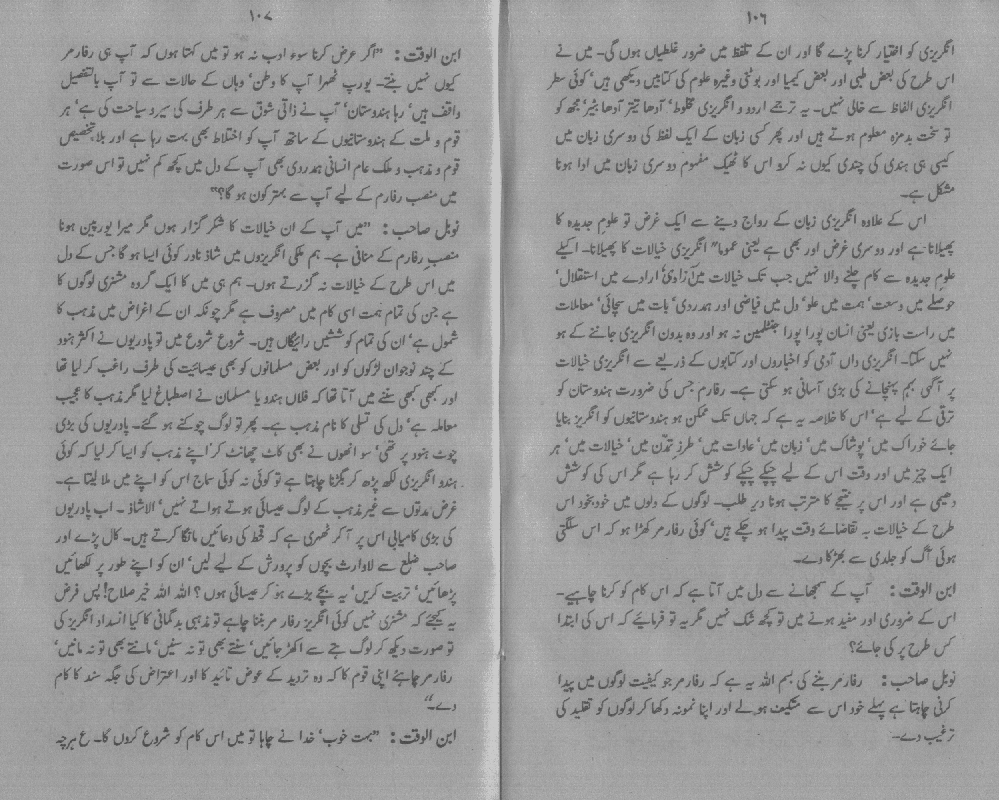 ۱۰۶
انگریزی کو اختیار کرنا پڑے گا اور ان کے تلفظ میں ضرور غلطیاں ہوں گی۔ میں نے
اس طرح کی بعض طبی اور بعض کیمیا اور بوٹنی وغیرہ علوم کی کتابیں دیکھی ہیں‘ کوئی سطر
انگریزی الفاظ سے خالی نہیں۔ یہ ترجمے اردو و انگریزی مخلوط‘ آدھا تیتر آدھا بٹیر‘ مجھ کو
تو سخت بدمزہ معلوم ہوتے ہیں اور پھر کسی زبان کے ایک لفظ کی دوسری زبان میں
کیسی ہی ہندی کی چندی کیوں نہ کرو اس کا ٹھیک مفہوم دوسری زبان میں ادا ہونا
مشکل ہے۔
اس کے علاوہ انگریزی زبان کے رواج دینے سے ایک غرض تو علوم جدیدہ کا
پھیلانا ہے اور دوسری غرض اور بھی ہے یعنی عموماً انگریزی خیالات کا پھیلانا۔ اکیلے
علوم جدیدہ سے کام چلنے والا نہیں جب تک خیالات میں آزادی‘ ارادے میں استقلال‘
حوصلے میں وسعت‘ ہمت میں علو‘ دل میں فیاضی اور ہمدردی‘ بات میں سچائی‘ معاملات
میں راست بازی یعنی انسان پورا پورا جنٹلمین نہ ہو اور وہ بدون انگریزی جاننے کے ہو
نہیں سکتا۔ انگریزی داں آدمی کو اخباروں اور کتابوں کے ذریعے سے انگریزی خیالات
پر آگہی بہم پہنچانے کی بڑی آسانی ہو سکتی ہے۔ رفارم جس کی ضرورت ہندوستان کو
ترقی کے لیے ہے‘ اس کا خلاصہ یہ ہے کہ جہاں تک ممکن ہو ہندوستانیوں کو انگریز بنایا
جائے خوراک میں‘ پوشاک میں‘ زبان میں‘ عادات میں‘ طرز تمدن میں‘ خیالات میں‘ ہر
ایک چیز میں اور وقت اس کے لیے چپکے چپکے کوشش کر رہا ہے مگر اس کی کوشش
دھیمی ہے اور اس پر نتیجے کا مترتب ہونا دیر طلب۔ لوگوں کے دلوں میں خودبخود اس
طرح کے خیالات بہ تقاضائے وقت پیدا ہو چکے ہیں‘ کوئی رفارمر کھڑا ہو کہ اس سلگتی
ہوئی آگ کو جلدی سے بھڑکا دے۔
ابن الوقت: آپ کے سمجھانے سے دل میں آتا ہے کہ اس کام کو کرنا چاہیے۔
اس کے ضروری اور مفید ہونے میں تو کچھ شک نہیں مگر یہ تو فرمائیے کہ اس کی ابتدا
کس طرح پر کی جائے؟
نوبل صاحب: رفارمر بننے کی بسم اللہ یہ ہے کہ رفارمر جو کیفیت لوگوں میں پیدا
کرنی چاہتا ہے پہلے خود اس سے متکیف ہولے اور اپنا نمونہ دکھا کر لوگوں کو تقلید کی
ترغیب دے۔
۱۰۷
ابن الوقت: ”اگر عرض کرنا سوء ادب نہ ہو تو میں کہتا ہوں کہ آپ ہی رفارمر
کیوں نہیں بنتے۔ یورپ ٹھہرا آپ کا وطن‘ وہاں کے حالات سے تو آپ بالتفصیل
واقف ہیں‘ رہا ہندوستان‘ آپ نے ذاتی شوق سے ہر طرف کی سیر و سیاحت کی ہے‘ ہر
قوم و ملت کے ہندوستانیوں کے ساتھ آپ کو اختلاط بھی بہت رہا ہے اور بلا تخصیص
قوم و مذہب و ملک عام انسانی ہمدردی بھی آپ کے دل میں کچھ کم نہیں تو اس صورت
میں منصب رفارم کے لیے آپ سے بہتر کون ہو گا؟“
نوبل صاحب: ”میں آپ کے ان خیالات کا شکر گزار ہوں مگر میرا یورپین ہونا
منصبِ رفارم کے منافی ہے۔ ہم ملکی انگریزوں میں شاذ نادر کوئی ایسا ہو گا جس کے دل
میں اس طرح کے خیالات نہ گزرتے ہوں۔ ہم ہی میں کا ایک گروہ مشنری لوگوں کا
ہے جن کی تمام ہمت اسی کام میں مصروف ہے مگر چونکہ ان کے اغراض میں مذہب کا
شمول ہے‘ ان کی تمام کوششیں رائیگاں ہیں۔ شروع شروع میں تو پادریوں نے اکثر ہنود
کے چند نوجوان لڑکوں کو اور بعض مسلمانوں کو بھی عیسائیت کی طرف راغب کر لیا تھا
اور کبھی کبھی سننے میں آتا تھا کہ فلاں ہندو یا مسلمان نے اصطباغ لیا مگر مذہب کا عجیب
معاملہ ہے‘ دل کی تسلی کا نام مذہب ہے۔ پھر تو لوگ چوکنے ہو گئے۔ پادریوں کی بڑی
چوٹ ہنود پر تھی‘ سو انھوں نے بھی کاٹ چھانٹ کر اپنے مذہب کو ایسا کر لیا کہ کوئی
ہندو انگریزی لکھ پڑھ کر بگڑنا چاہتا ہے تو کوئی نہ کوئی سماج اس کو اپنے میں ملا لیتا ہے۔
غرض مدتوں سے غیر مذہب کے لوگ عیسائی ہوتے ہواتے نہیں‘ الاشاذ۔ اب پادریوں
کی بڑی کامیابی اس پر آ کر ٹھہری ہے کہ قحط کی دعائیں مانگا کرتے ہیں۔ کال پڑے اور
صاحب ضلع سے لاوارث بچوں کو پرورش کے لیے لیں‘ ان کو اپنے طور پر لکھائیں
پڑھائیں‘ تربیت کریں‘ یہ بچے بڑے ہو کر عیسائی ہوں؟ اللہ اللہ خیر صلاح! پس فرض
یہ کیجئے کہ مشنری نہیں کوئی انگریز رفار مر بننا چاہے تو مذہبی بدگمانی کا کیا انسداد انگریز کی
تو صورت دیکھ کر لوگ جتے سے اکھڑ جائیں‘ سنتے بھی تو نہ سنیں‘ مانتے بھی تو نہ مانیں‘
رفارمر چاہئے اپنی قوم کا کہ وہ تردید کے عوض تائید کا اور اعتراض کی جگہ سند کا کام
دے۔“
ابن الوقت: ”بہت خوب‘ خدا نے چاہا تو میں اس کام کو شروع کروں گا۔ ع ہرچہ